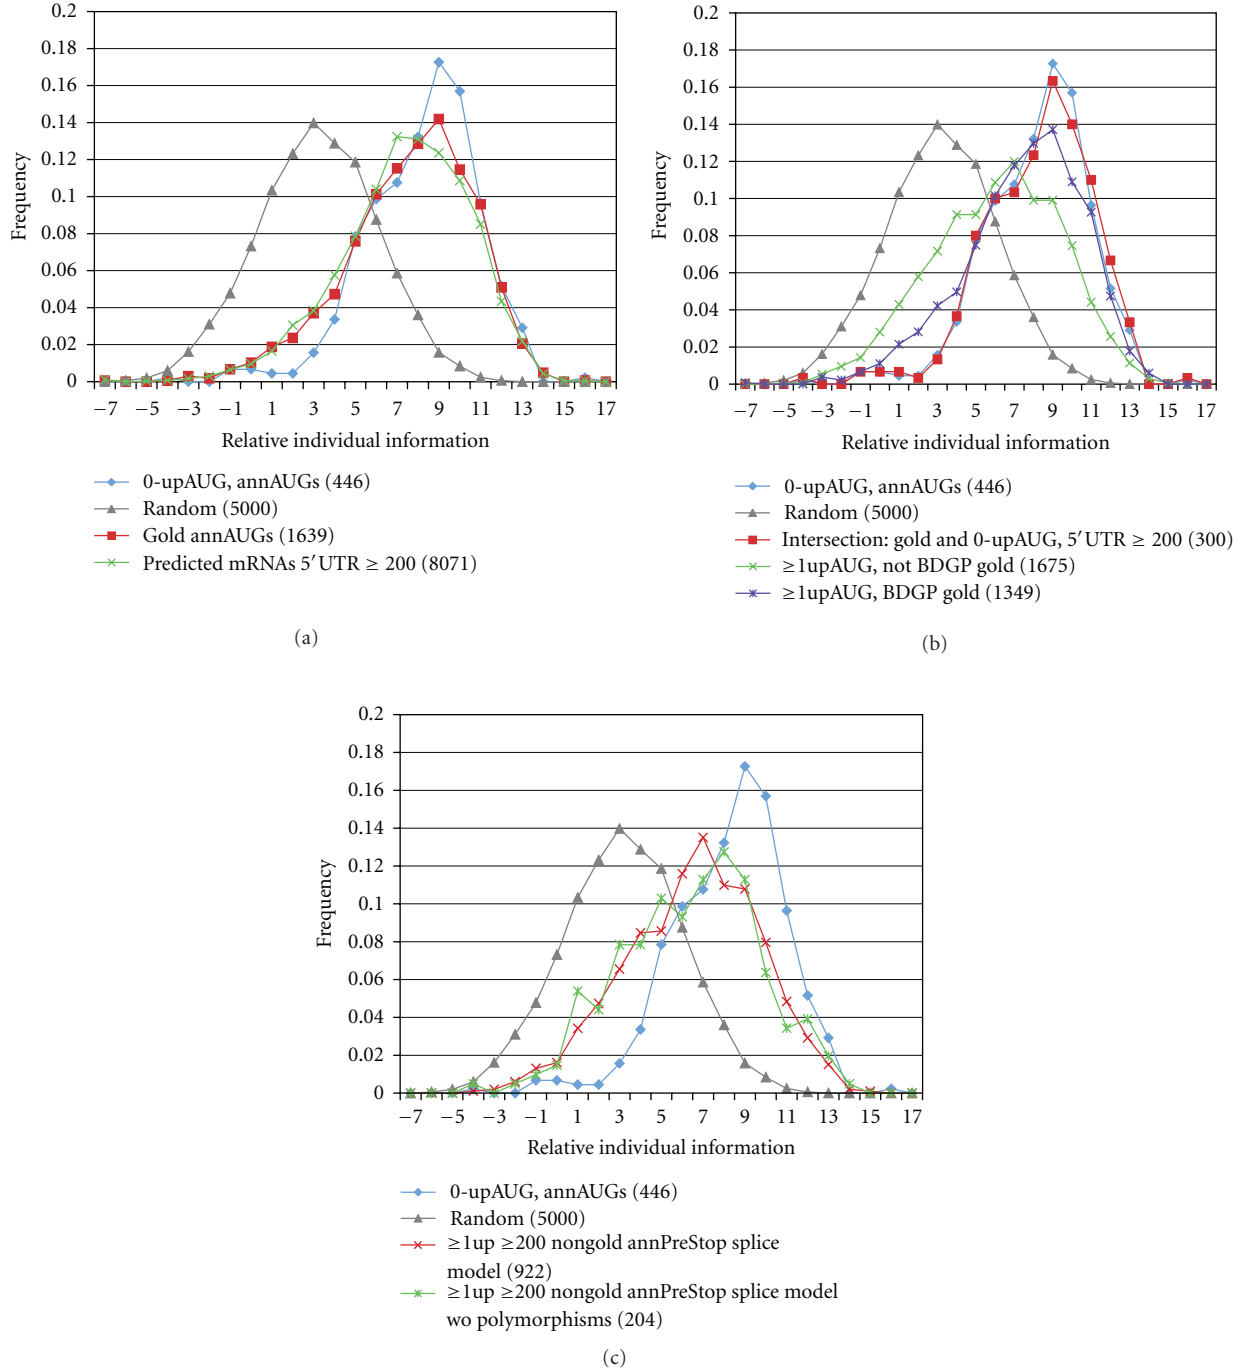 0.2
0.18
0.16
0.14
0.12
0.1
0.08
0.06
0.04
0.02
0
Frequency
−7 −5 −3 −1 1 3 5 7 9 11 13 15 17
Relative individual information
0-upAUG, annAUGs (446)
Random (5000)
Gold annAUGs (1639)
Predicted mRNAs 5′UTR ≥ 200 (8071)
(a)
0.2
0.18
0.16
0.14
0.12
0.1
0.08
0.06
0.04
0.02
0
Frequency
−7 −5 −3 −1 1 3 5 7 9 11 13 15 17
Relative individual information
0-upAUG, annAUGs (446)
Random (5000)
Intersection: gold and 0-upAUG, 5′UTR ≥ 200 (300)
≥1upAUG, not BDGP gold (1675)
≥1upAUG, BDGP gold (1349)
(b)
0.2
0.18
0.16
0.14
0.12
0.1
0.08
0.06
0.04
0.02
0
Frequency
−7 −5 −3 −1 1 3 5 7 9 11 13 15 17
Relative individual information
0-upAUG, annAUGs (446)
Random (5000)
≥1up ≥200 nongold annPreStop splice
model (922)
≥1up ≥200 nongold annPreStop splice model
wo polymorphisms (204)
(c)